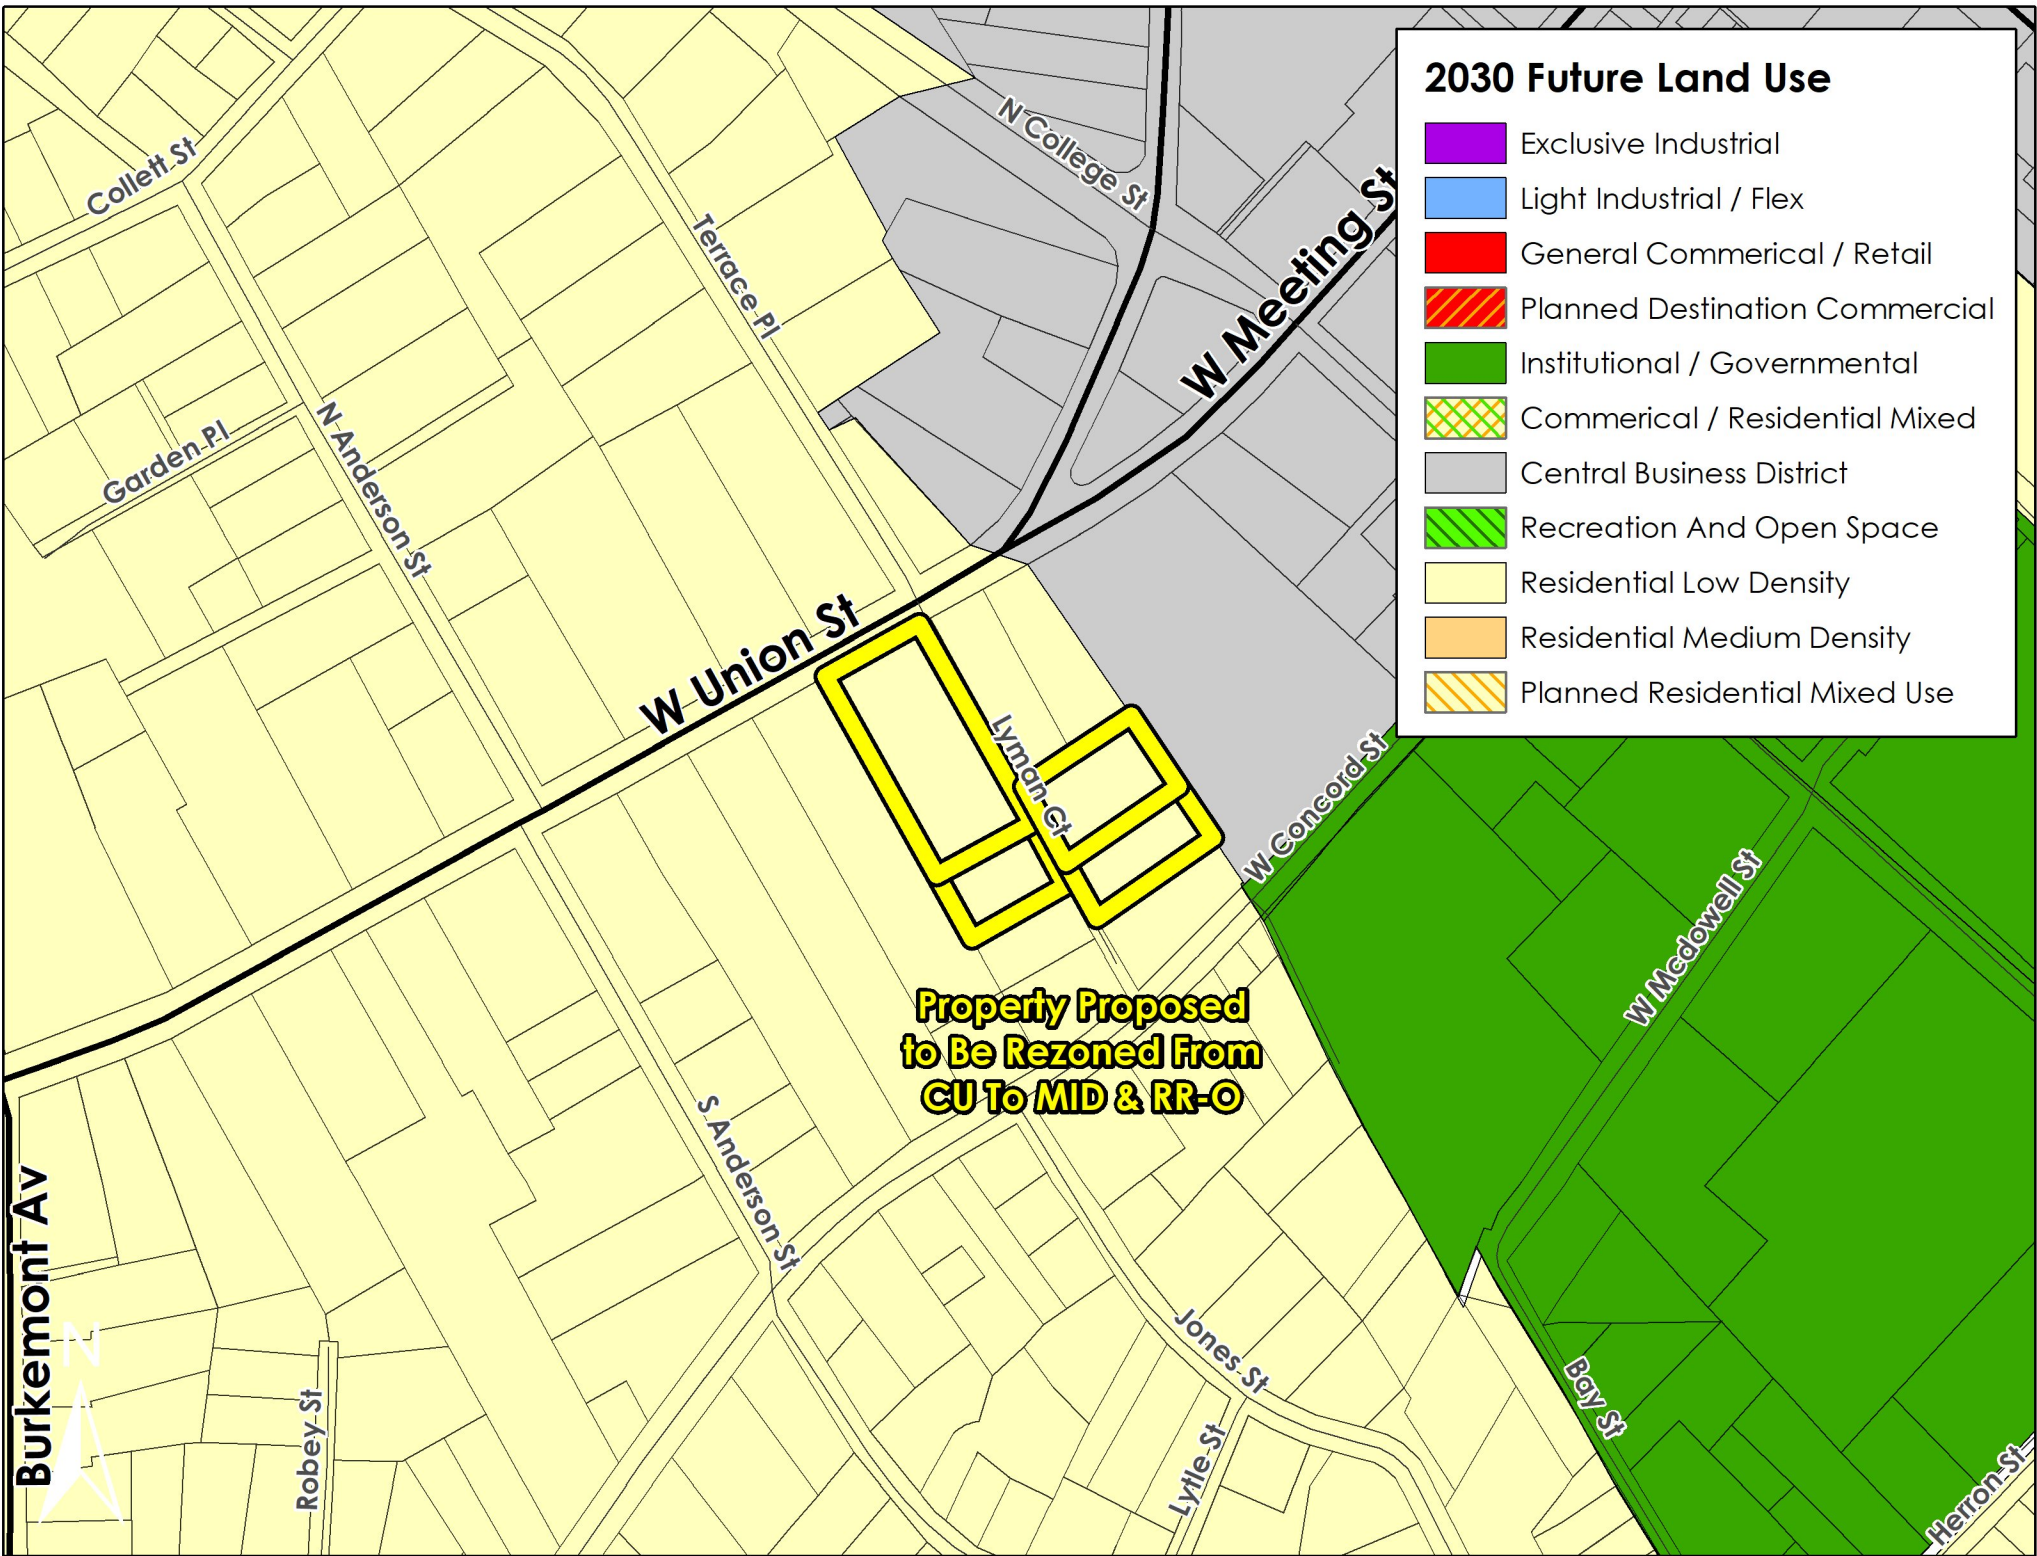 2030 Future Land Use
Exclusive Industrial
Light Industrial / Flex
General Commerical / Retail
Planned Destination Commercial
Institutional / Governmental
Commerical / Residential Mixed
Central Business District
Recreation And Open Space
Residential Low Density
Residential Medium Density
Planned Residential Mixed Use
N College St
Collett St
W Meeting St
Terrace Pl
N Anderson St
Garden Pl
W Union St
Lyman Ct
W Concord St
W Mcdowell St
Property Proposed
to Be Rezoned From
CU To MID & RR-O
S Anderson St
Burkemont Av
N
Jones St
Bay St
Robey St
Lytle St
Herron St